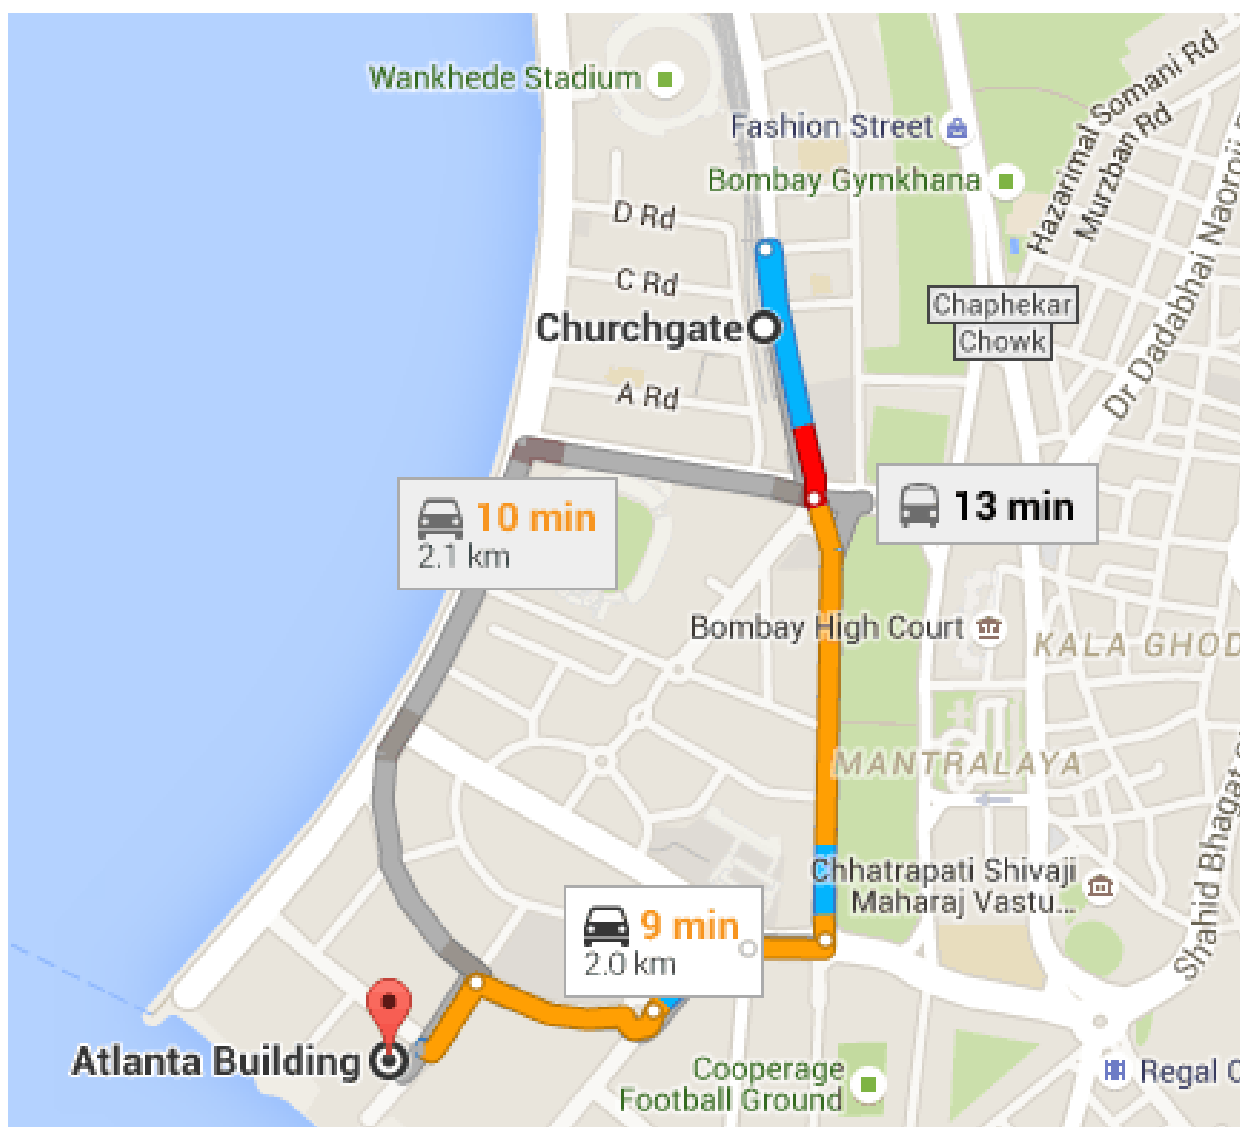 Wankhede Stadium
Fashion Street
Bombay Gymkhana
Hazarimal Somani Rd
Murzban Rd
D Rd
C Rd
Chaphekar
Chowk
Churchgate
A Rd
Dr Dadabhai Naoroji
10 min
2.1 km
13 min
Bombay High Court
KALA GHOD
MANTRALAYA
Chhatrapati Shivaji
Maharaj Vastu...
Shahid Bhagat
9 min
2.0 km
Atlanta Building
Cooperage
Football Ground
Regal C